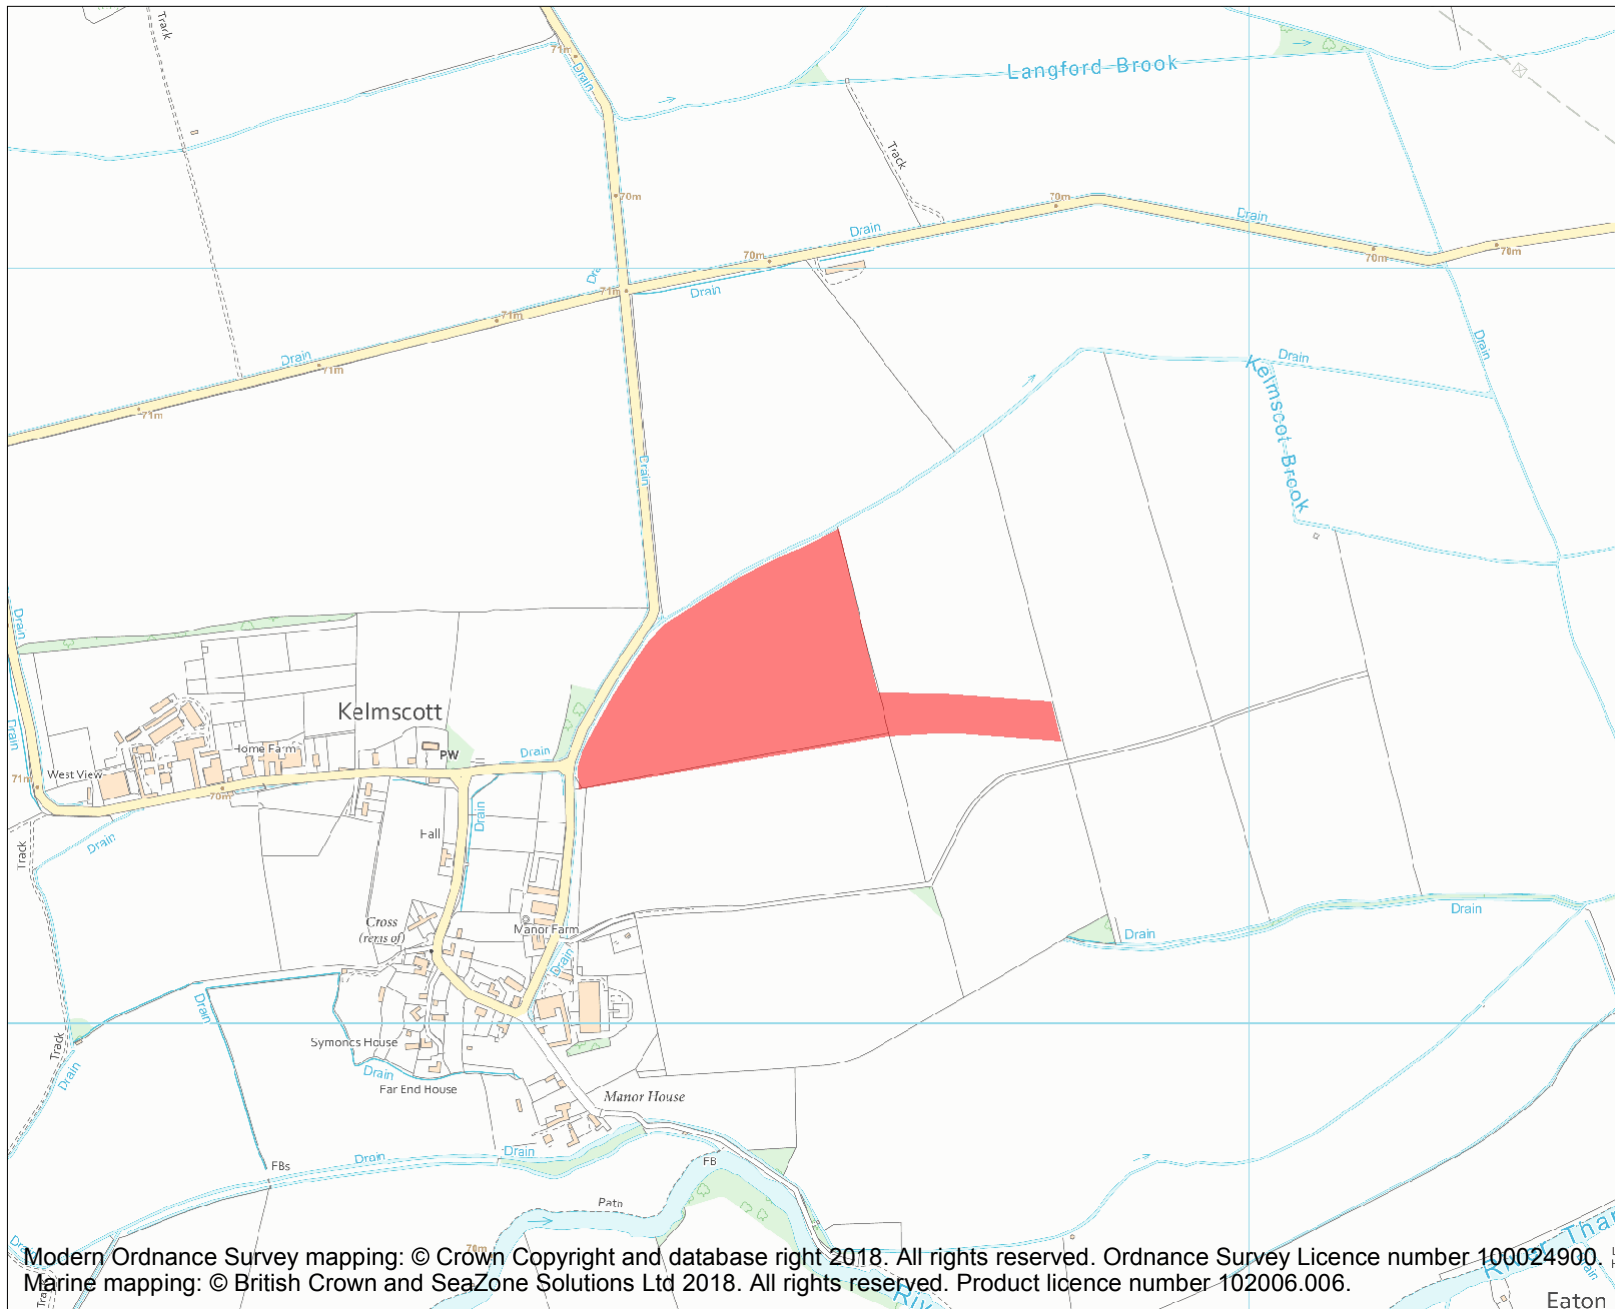 Track
71m
Drain
Langford Brook
Track
70m
70m
Drain
Drain
70m
70m
70m
71m
Drain
71m
Drain
71m
71m
Drain
Drain
Kelmscot Brook
Drain
Drain
Drain
Kelmscott
Home Farm
PW
Drain
West View
71m
70m
Drain
Hall
Drain
Track
Cross
(rems of)
Manor Farm
Drain
Drain
Drain
Drain
Track
Symonds House
Drain
Drain
Far End House
Manor House
FBs
Drain
Drain
FB
Path
70m
Modern Ordnance Survey mapping: © Crown Copyright and database right 2018. All rights reserved. Ordnance Survey Licence number 100024900.
Marine mapping: © British Crown and SeaZone Solutions Ltd 2018. All rights reserved. Product licence number 102006.006.
Eaton